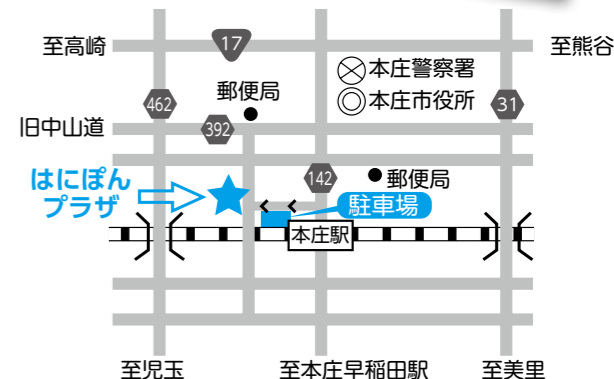 至高崎
17
至熊谷
本庄警察署
462
郵便局
本庄市役所
31
旧中山道
392
はにぽん
プラザ
142
郵便局
駐車場
本庄駅
至児玉
至本庄早稲田駅
至美里